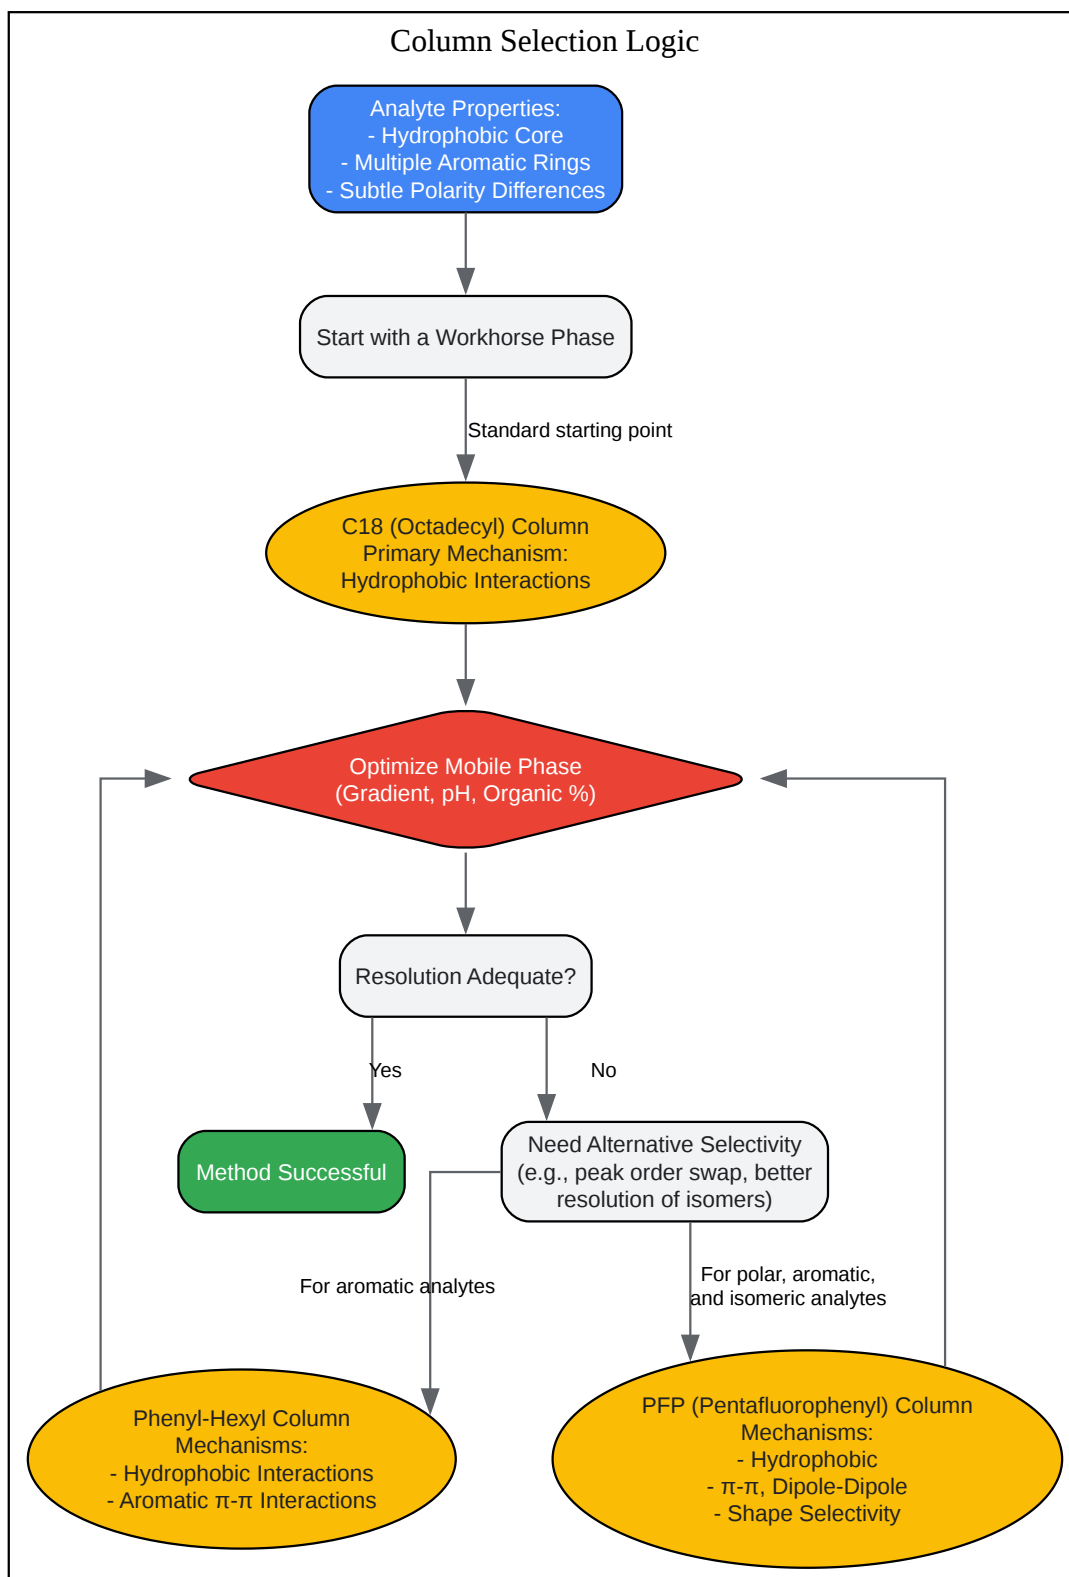 Column Selection Logic
Analyte Properties:
- Hydrophobic Core
- Multiple Aromatic Rings
- Subtle Polarity Differences
Start with a Workhorse Phase
Standard starting point
C18 (Octadecyl) Column
Primary Mechanism:
Hydrophobic Interactions
Optimize Mobile Phase
(Gradient, pH, Organic %)
Resolution Adequate?
Yes
No
Method Successful
Need Alternative Selectivity
(e.g., peak order swap, better
resolution of isomers)
For aromatic analytes
For polar, aromatic,
and isomeric analytes
Phenyl-Hexyl Column
Mechanisms:
- Hydrophobic Interactions
- Aromatic π-π Interactions
PFP (Pentafluorophenyl) Column
Mechanisms:
- Hydrophobic
- π-π, Dipole-Dipole
- Shape Selectivity